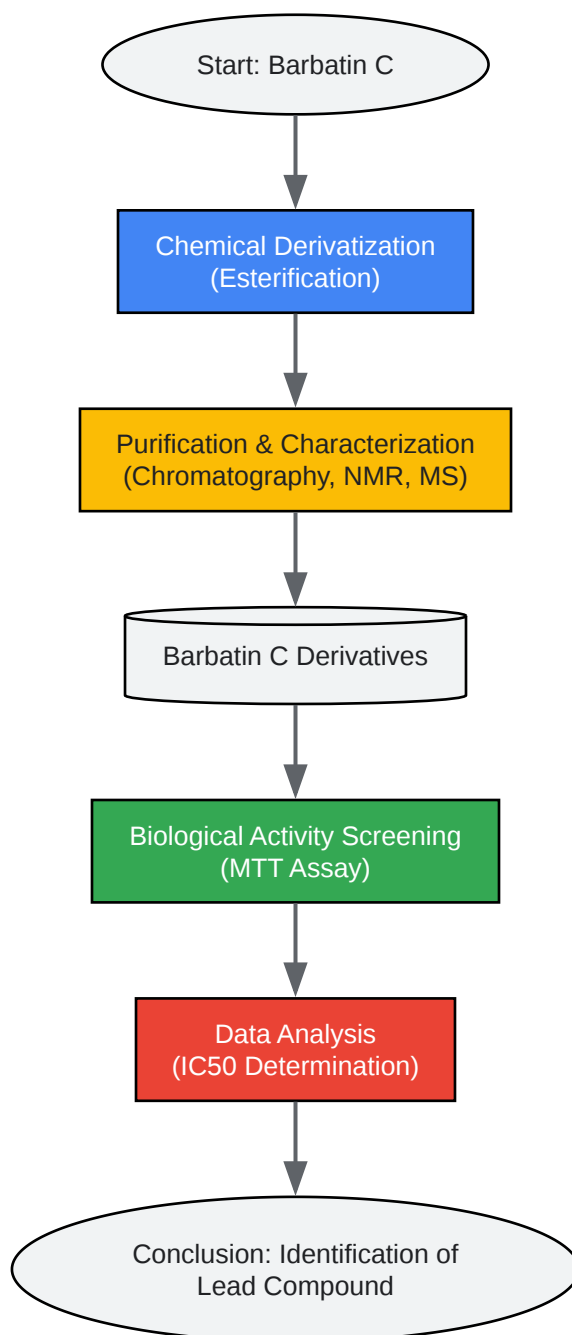 Start: Barbatin C
Chemical Derivatization
(Esterification)
Purification & Characterization
(Chromatography, NMR, MS)
Barbatin C Derivatives
Biological Activity Screening
(MTT Assay)
Data Analysis
(IC50 Determination)
Conclusion: Identification of
Lead Compound